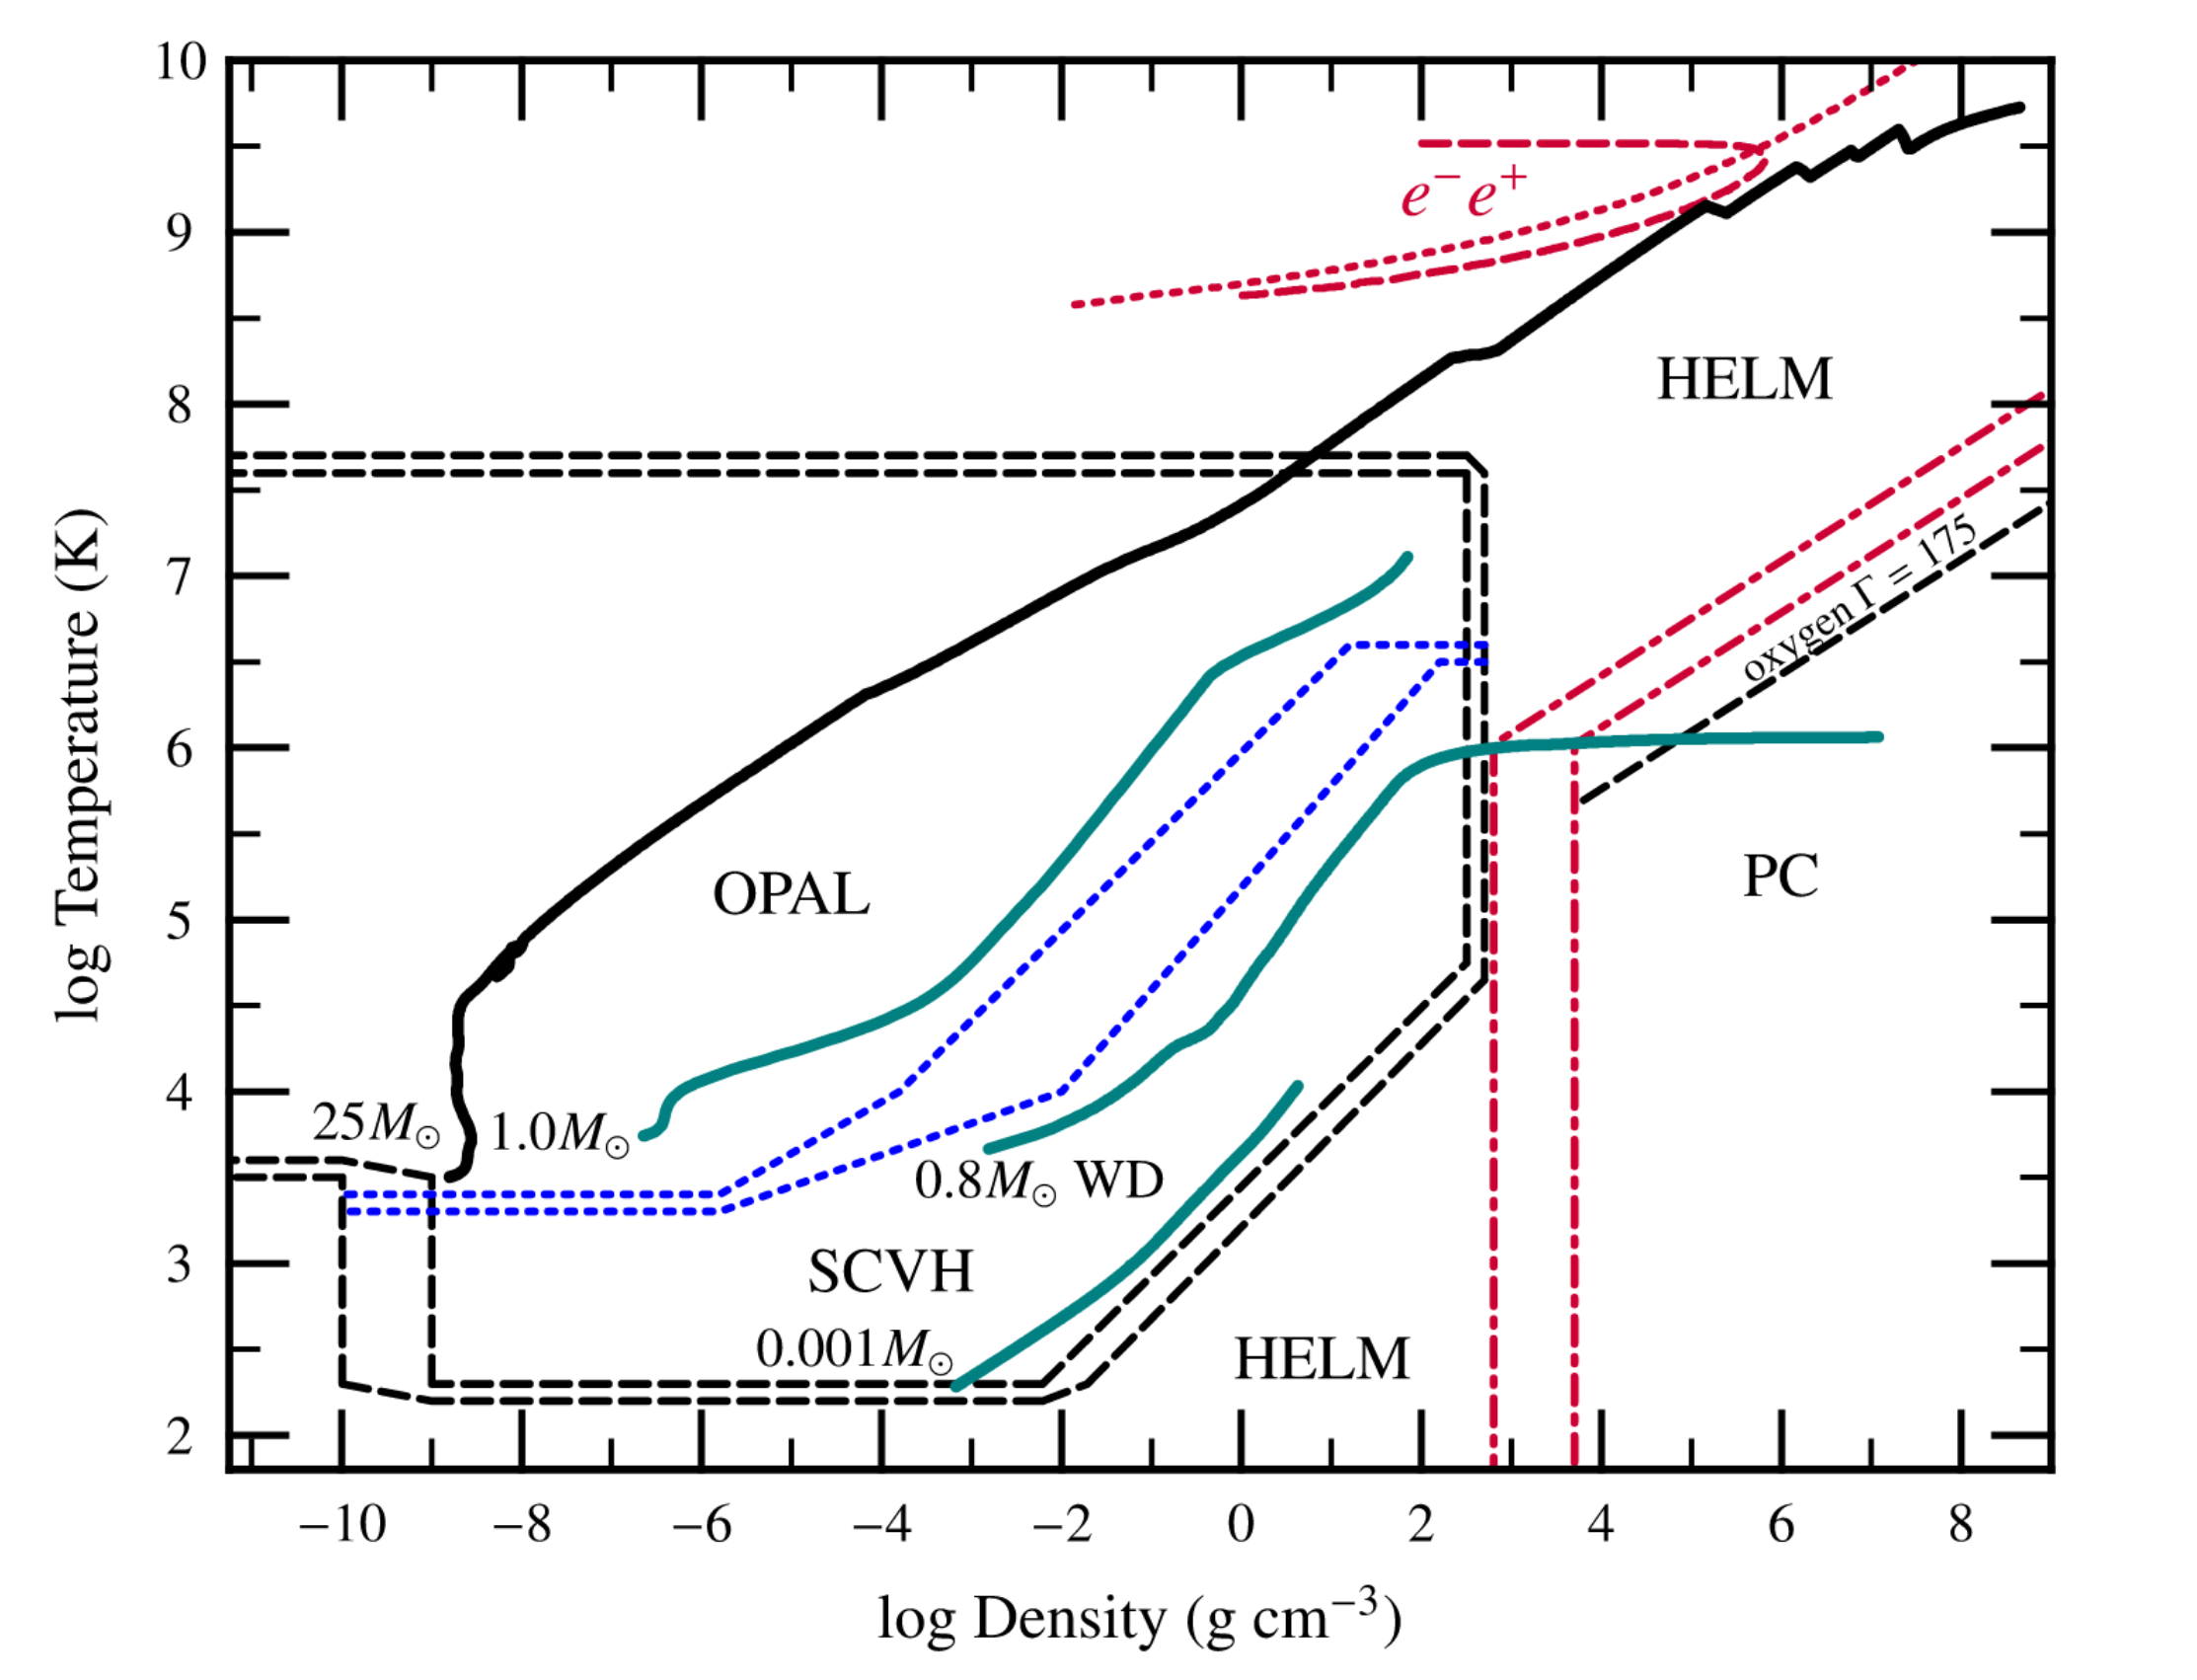 10
9
8
7
6
5
4
3
2
log Temperature (K)
e⁻e⁺
HELM
oxygen Γ = 175
OPAL
PC
25M⊙
1.0M⊙
0.8M⊙ WD
SCVH
0.001M⊙
HELM
−10 −8 −6 −4 −2 0 2 4 6 8
log Density (g cm⁻³)